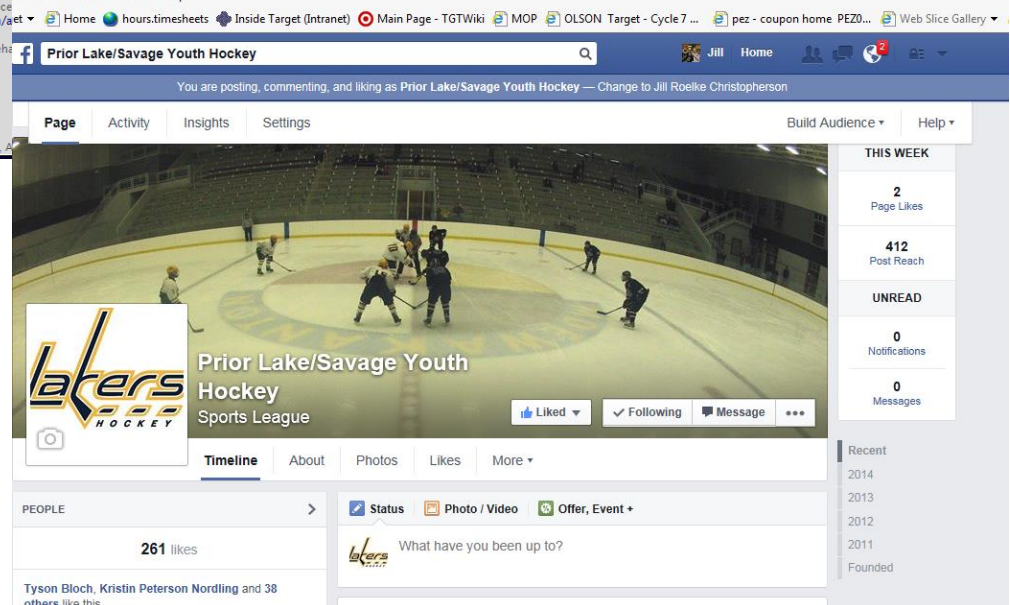 et
Home
hours.timesheets
Inside Target (Intranet)
Main Page - TGTWiki
MOP
OLSON Target - Cycle 7 ...
pez - coupon home PEZ0...
Web Slice Gallery
Prior Lake/Savage Youth Hockey
Jill
Home
2
You are posting, commenting, and liking as Prior Lake/Savage Youth Hockey — Change to Jill Roelke Christopherson
Page
Activity
Insights
Settings
Build Audience
Help
THIS WEEK
2
Page Likes
412
Post Reach
UNREAD
0
Notifications
0
Messages
lakers
HOCKEY
Prior Lake/Savage Youth
Hockey
Sports League
Liked
Following
Message
Timeline
About
Photos
Likes
More
Recent
2014
2013
2012
2011
Founded
PEOPLE
261 likes
Tyson Bloch, Kristin Peterson Nordling and 38
others like this
Status
Photo / Video
Offer, Event +
lakers
What have you been up to?